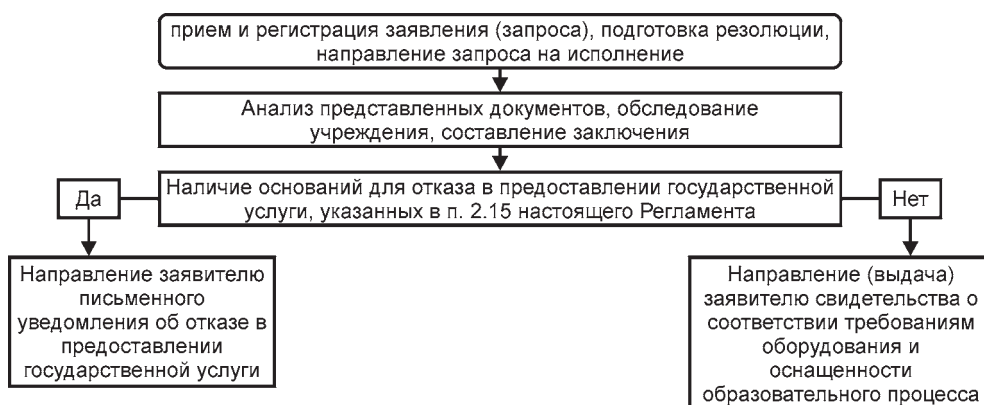 прием и регистрация заявления (запроса), подготовка резолюции,
направление запроса на исполнение
Анализ представленных документов, обследование
учреждения, составление заключения
Да
Наличие оснований для отказа в предоставлении государственной
услуги, указанных в п. 2.15 настоящего Регламента
Нет
Направление заявителю
письменного
уведомления об отказе в
предоставлении
государственной услуги
Направление (выдача)
заявителю свидетельства о
соответствии требованиям
оборудования и
оснащенности
образовательного процесса